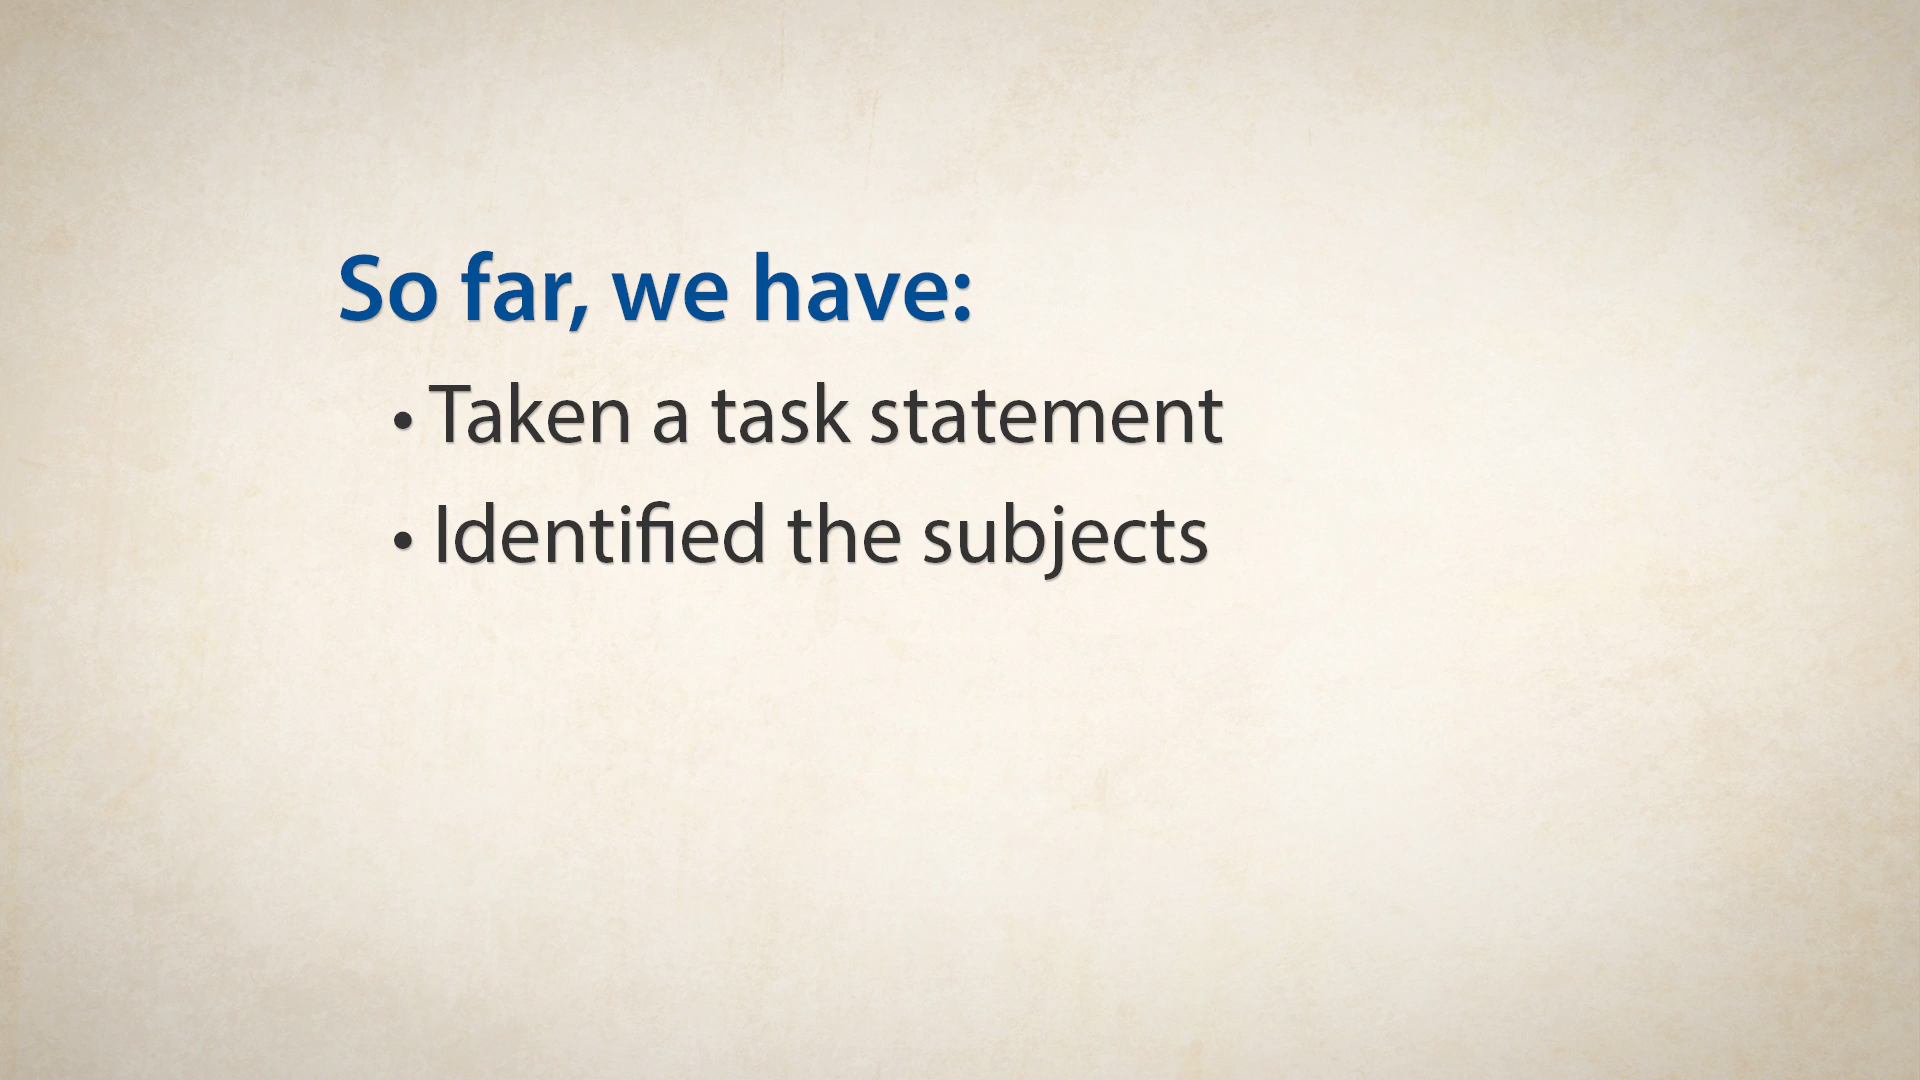 So far, we have:
• Taken a task statement
• Identified the subjects